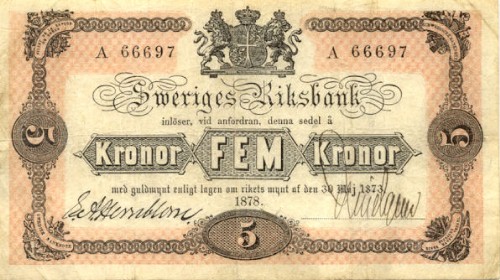 A 66697 A 66697
Sweriges Riksbank
inlöser, vid anfordran, denna sedel å
5 Kronor FEM Kronor 5
med guldmynt enligt lagen om rikets mynt af den 30 Maj 1873.
1878.
5